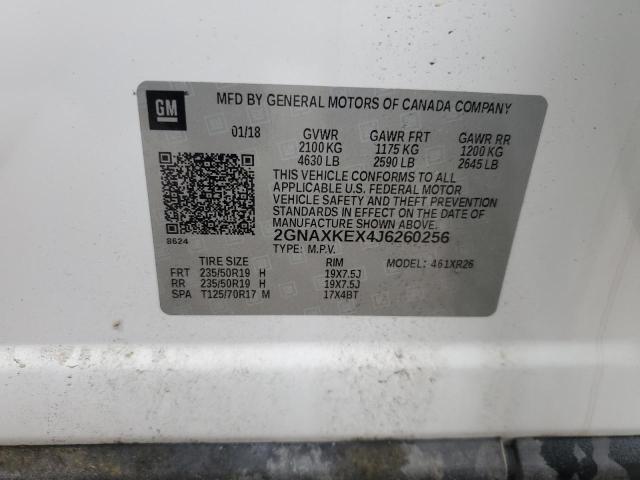 GM
MFD BY GENERAL MOTORS OF CANADA COMPANY
01/18 GVWR GAWR FRT GAWR RR
2100 KG 1175 KG 1200 KG
4630 LB 2590 LB 2645 LB
THIS VEHICLE CONFORMS TO ALL
APPLICABLE U.S. FEDERAL MOTOR
VEHICLE SAFETY AND THEFT PREVENTION
STANDARDS IN EFFECT ON THE DATE OF
MANUFACTURE SHOWN ABOVE.
8624 2GNAXKEX4J6260256
TYPE: M.P.V. MODEL: 461XR26
TIRE SIZE RIM
FRT 235/50R19 H 19X7.5J
RR 235/50R19 H 19X7.5J
SPA T125/70R17 M 17X4BT